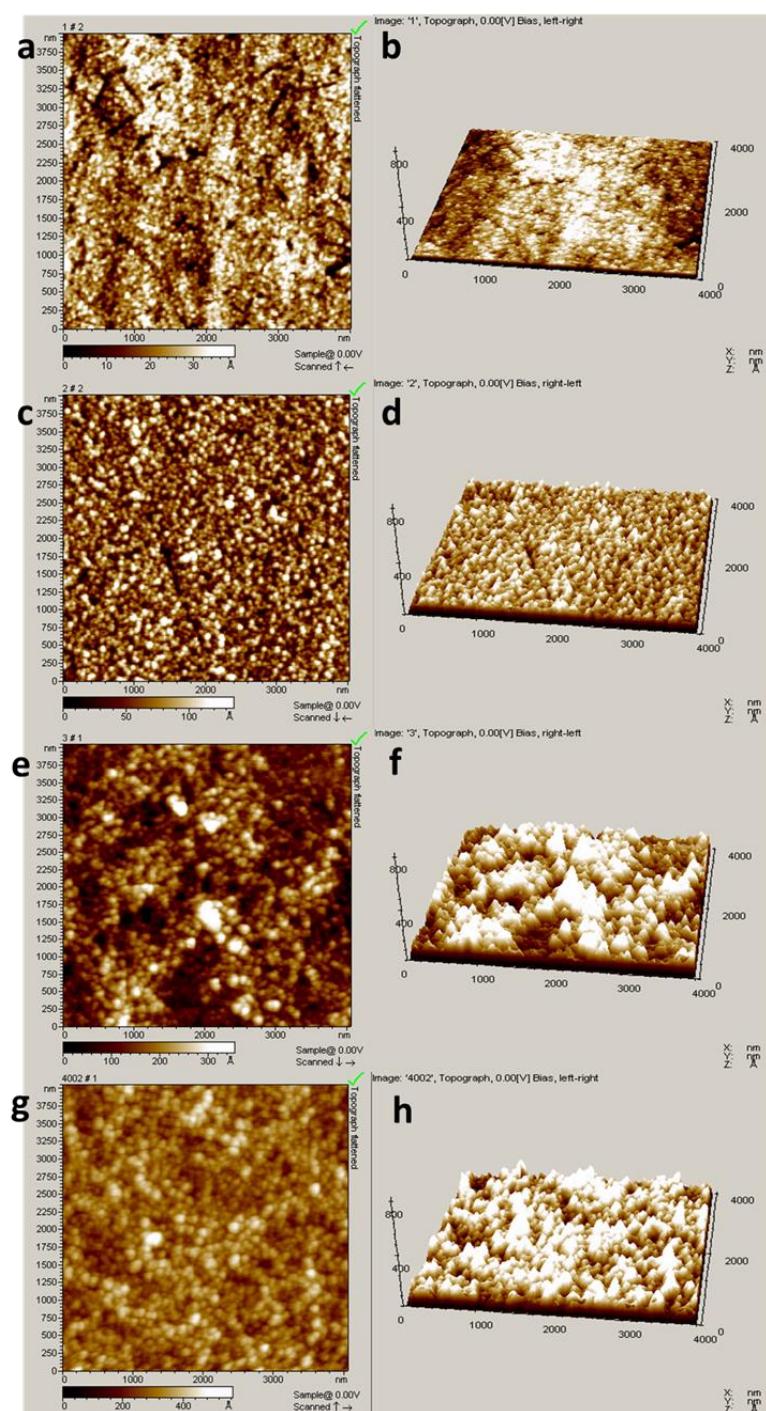 a
1 # 2
nm
3750
3500
3250
3000
2750
2500
2250
2000
1750
1500
1250
1000
750
500
250
0
0 1000 2000 3000 nm
Topograph flattened
0 10 20 30 Å
Sample@ 0.00V
Scanned ↑←
b
Image: '1', Topograph, 0.00[V] Bias, left-right
800
400
0
1000
2000
3000
4000
4000
2000
0
X: nm
Y: nm
Z: Å
c
2 # 2
nm
3750
3500
3250
3000
2750
2500
2250
2000
1750
1500
1250
1000
750
500
250
0
0 1000 2000 3000 nm
Topograph flattened
0 50 100 Å
Sample@ 0.00V
Scanned ↓←
d
Image: '2', Topograph, 0.00[V] Bias, right-left
800
400
0
1000
2000
3000
4000
4000
2000
0
X: nm
Y: nm
Z: Å
e
3 # 1
nm
3750
3500
3250
3000
2750
2500
2250
2000
1750
1500
1250
1000
750
500
250
0
0 1000 2000 3000 nm
Topograph flattened
0 100 200 300 Å
Sample@ 0.00V
Scanned ↓→
f
Image: '3', Topograph, 0.00[V] Bias, right-left
800
400
0
1000
2000
3000
4000
4000
2000
0
X: nm
Y: nm
Z: Å
g
4002 # 1
nm
3750
3500
3250
3000
2750
2500
2250
2000
1750
1500
1250
1000
750
500
250
0
0 1000 2000 3000 nm
Topograph flattened
0 200 400 Å
Sample@ 0.00V
Scanned ↑→
h
Image: '4002', Topograph, 0.00[V] Bias, left-right
800
400
0
1000
2000
3000
4000
4000
2000
0
X: nm
Y: nm
Z: Å